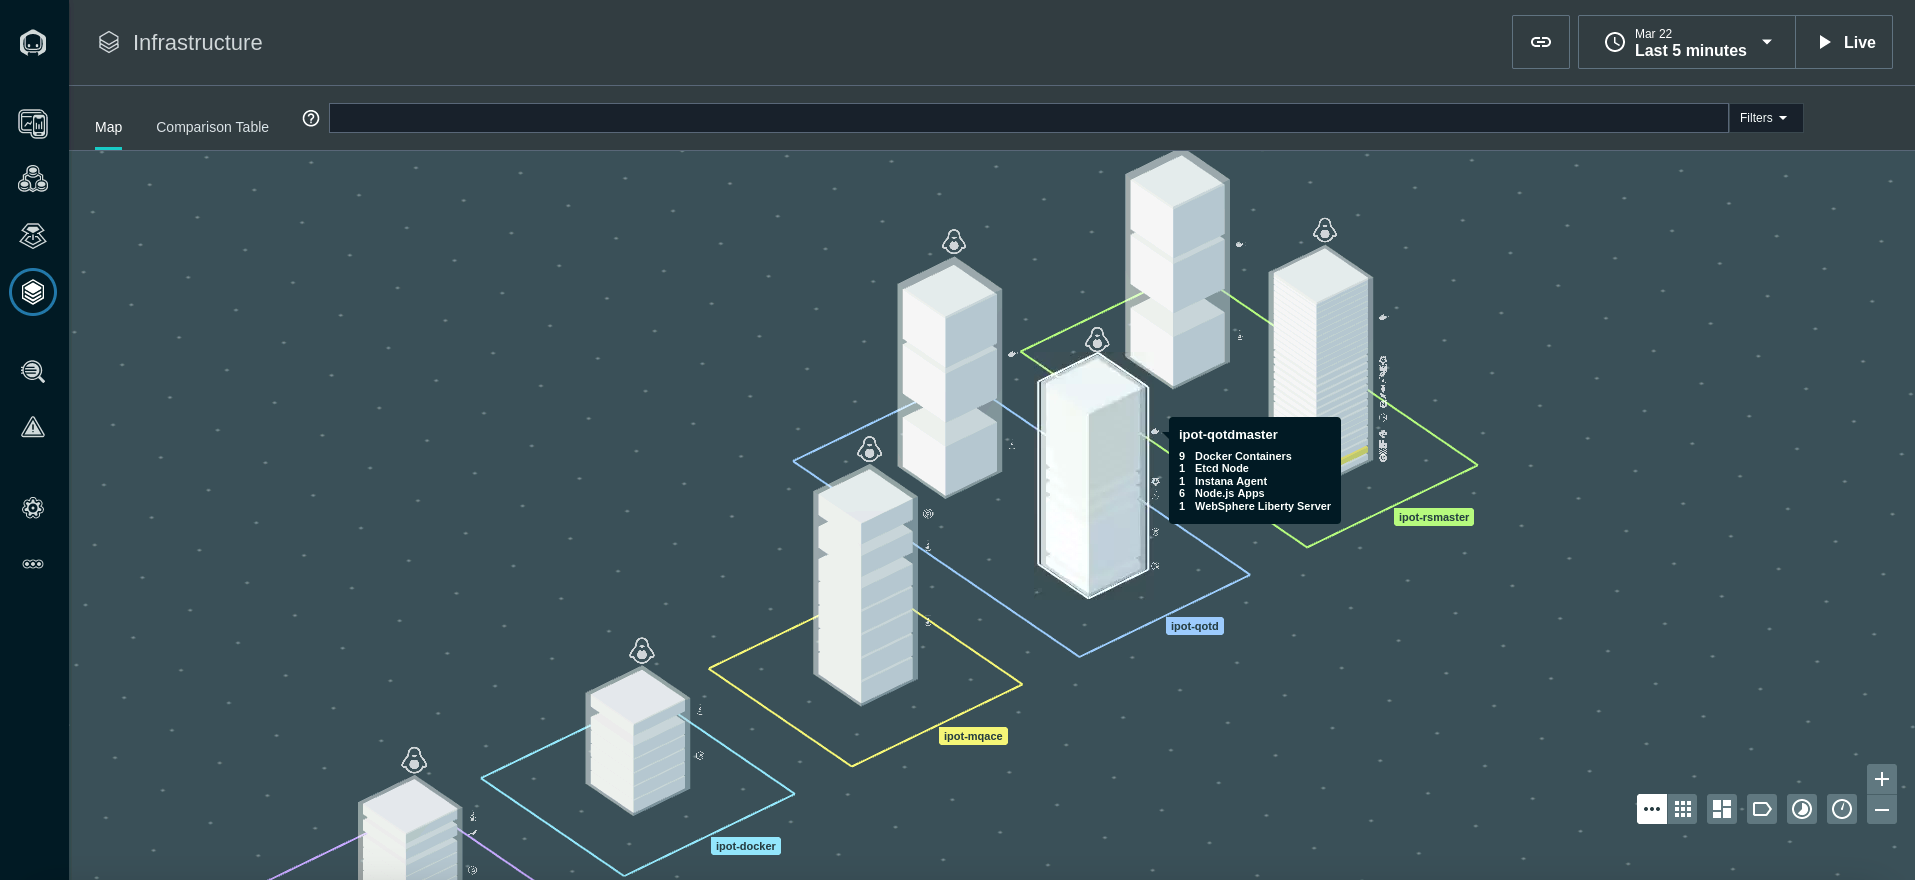 Infrastructure
Mar 22
Last 5 minutes
Live
Map
Comparison Table
Filters
ipot-qotdmaster
9 Docker Containers
1 Etcd Node
1 Instana Agent
6 Node.js Apps
1 WebSphere Liberty Server
ipot-rsmaster
ipot-qotd
ipot-mqace
ipot-docker